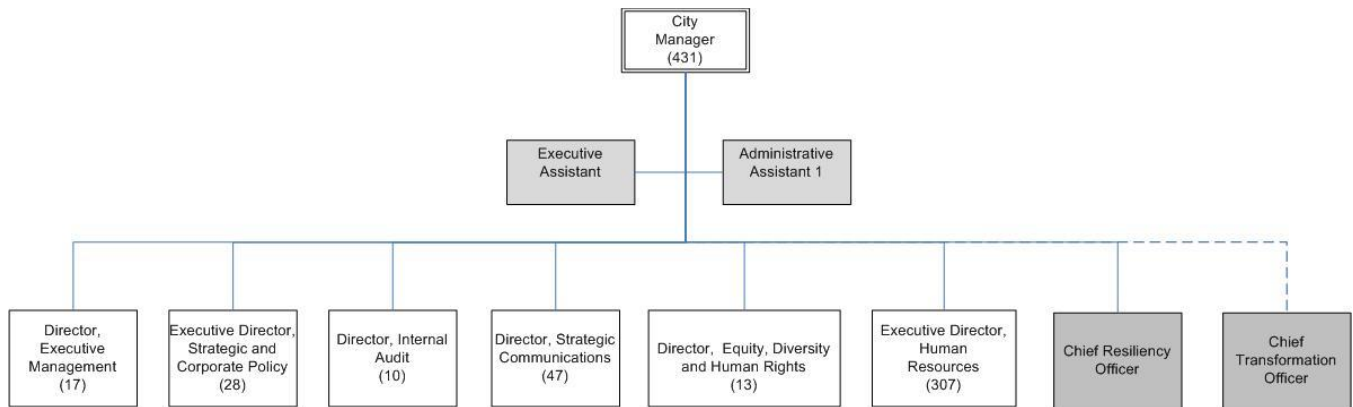 City
Manager
(431)
Executive
Assistant
Administrative
Assistant 1
Director,
Executive
Management
(17)
Executive Director,
Strategic and
Corporate Policy
(28)
Director, Internal
Audit
(10)
Director, Strategic
Communications
(47)
Director, Equity, Diversity
and Human Rights
(13)
Executive Director,
Human
Resources
(307)
Chief Resiliency
Officer
Chief
Transformation
Officer